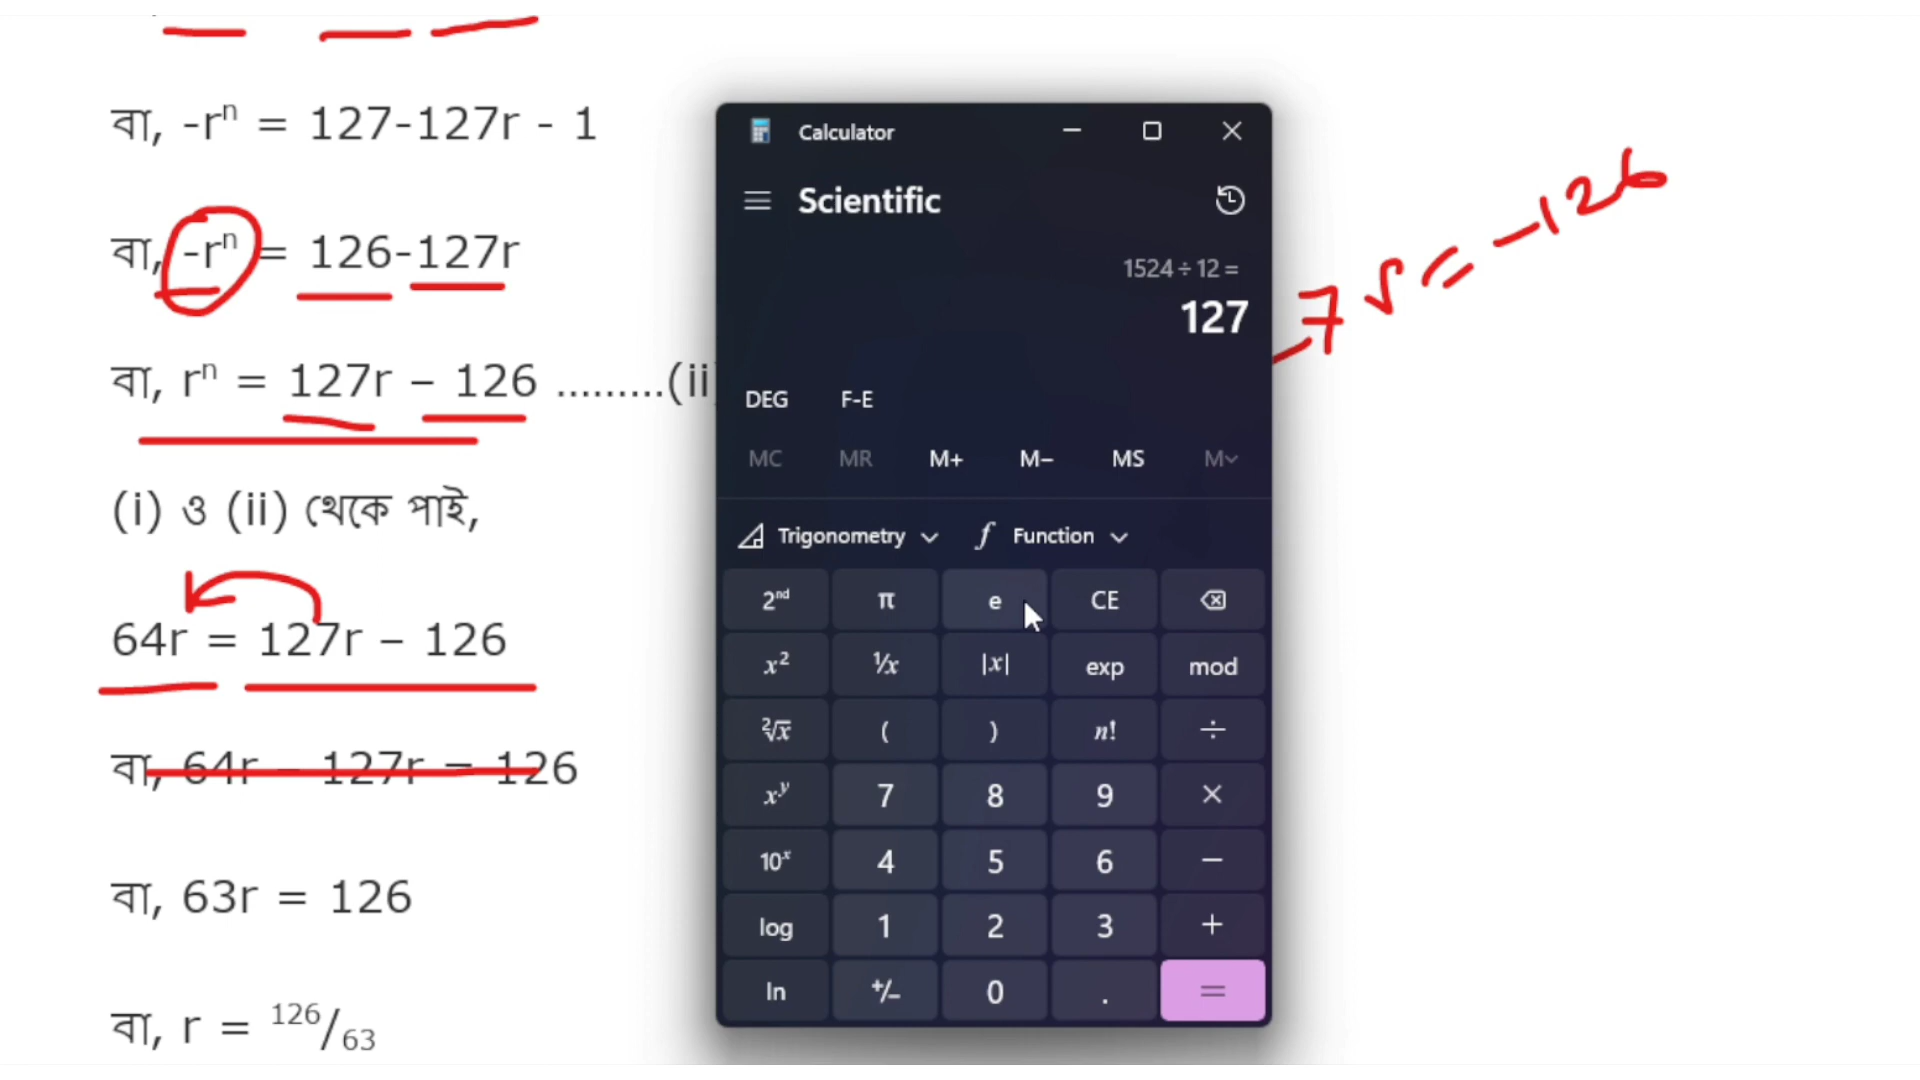 বা, -rⁿ = 127-127r - 1
বা, -rⁿ = 126-127r
বা, rⁿ = 127r – 126 .........(ii
(i) ও (ii) থেকে পাই,
64r = 127r – 126
বা, 64r – 127r = 126
বা, 63r = 126
বা, r = 126/63
Calculator
Scientific
1524 ÷ 12 =
127
DEG F-E
MC MR M+ M− MS M
Trigonometry f Function
2nd π e CE
x² ¹/x |x| exp mod
²√x ( ) n! ÷
xʸ 7 8 9 ×
10ˣ 4 5 6 −
log 1 2 3 +
ln +/− 0 . =
7r = -126